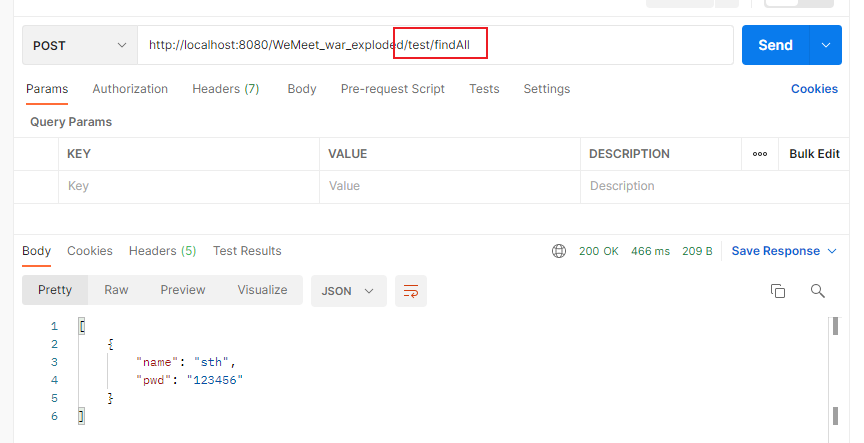 POST http://localhost:8080/WeMeet_war_exploded/test/findAll Send
Params Authorization Headers (7) Body Pre-request Script Tests Settings Cookies
Query Params
KEY VALUE DESCRIPTION ooo Bulk Edit
Key Value Description
Body Cookies Headers (5) Test Results 200 OK 466 ms 209 B Save Response
Pretty Raw Preview Visualize JSON
1 [
2 {
3 "name": "sth",
4 "pwd": "123456"
5 }
6 ]